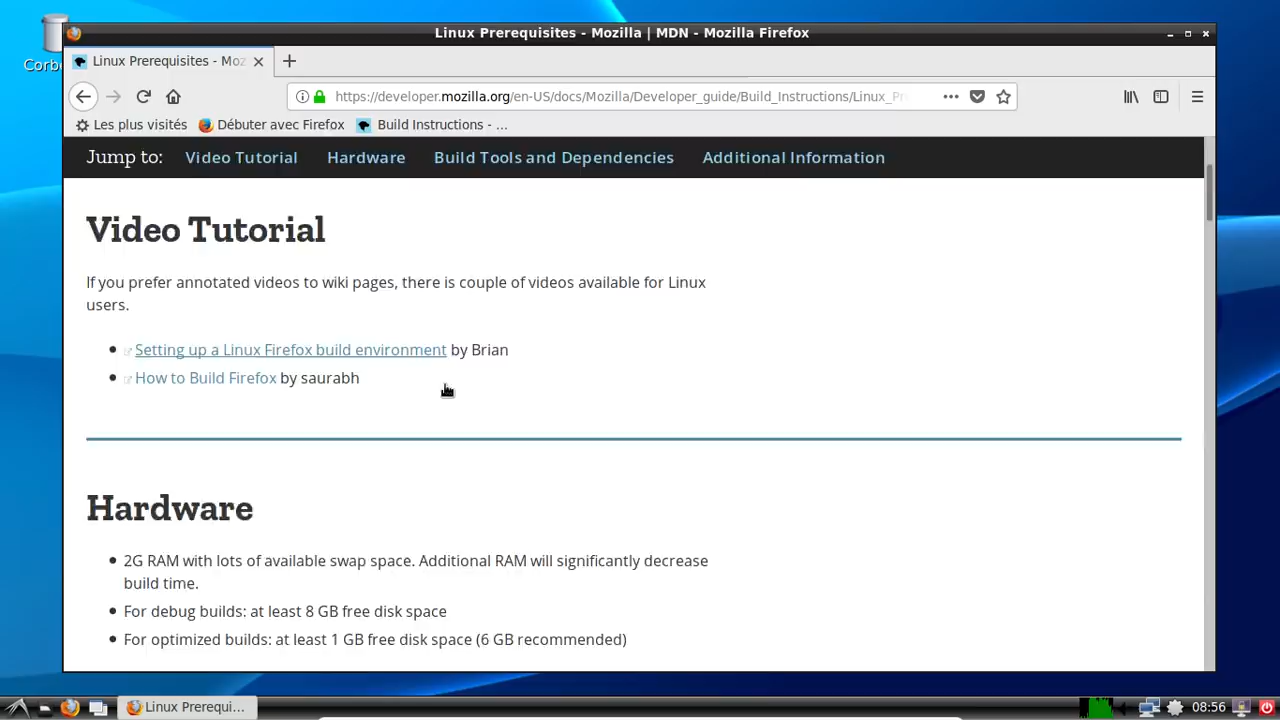 Linux Prerequisites - Mozilla | MDN - Mozilla Firefox
Linux Prerequisites - Moz
https://developer.mozilla.org/en-US/docs/Mozilla/Developer_guide/Build_Instructions/Linux_Pr
Les plus visités Débuter avec Firefox Build Instructions - ...
Jump to: Video Tutorial Hardware Build Tools and Dependencies Additional Information
Video Tutorial
If you prefer annotated videos to wiki pages, there is couple of videos available for Linux
users.
Setting up a Linux Firefox build environment by Brian
How to Build Firefox by saurabh
Hardware
2G RAM with lots of available swap space. Additional RAM will significantly decrease
build time.
For debug builds: at least 8 GB free disk space
For optimized builds: at least 1 GB free disk space (6 GB recommended)
Linux Prerequi... 08:56